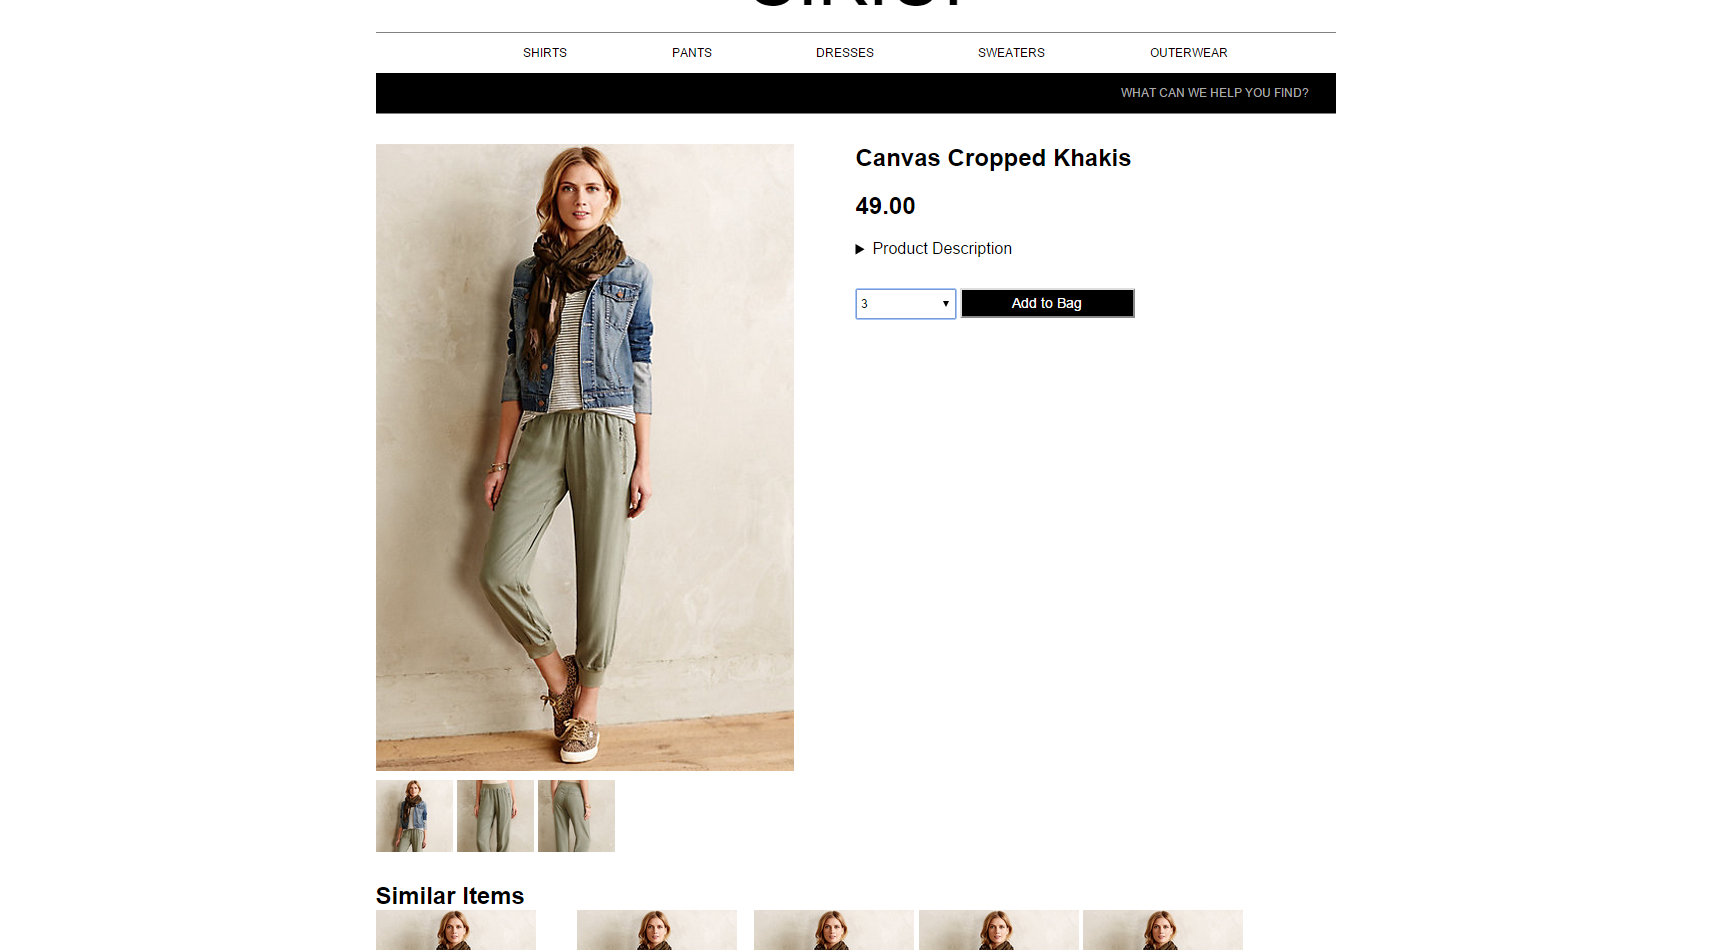 SHIRTS PANTS DRESSES SWEATERS OUTERWEAR
WHAT CAN WE HELP YOU FIND?
Canvas Cropped Khakis
49.00
Product Description
3 Add to Bag
Similar Items